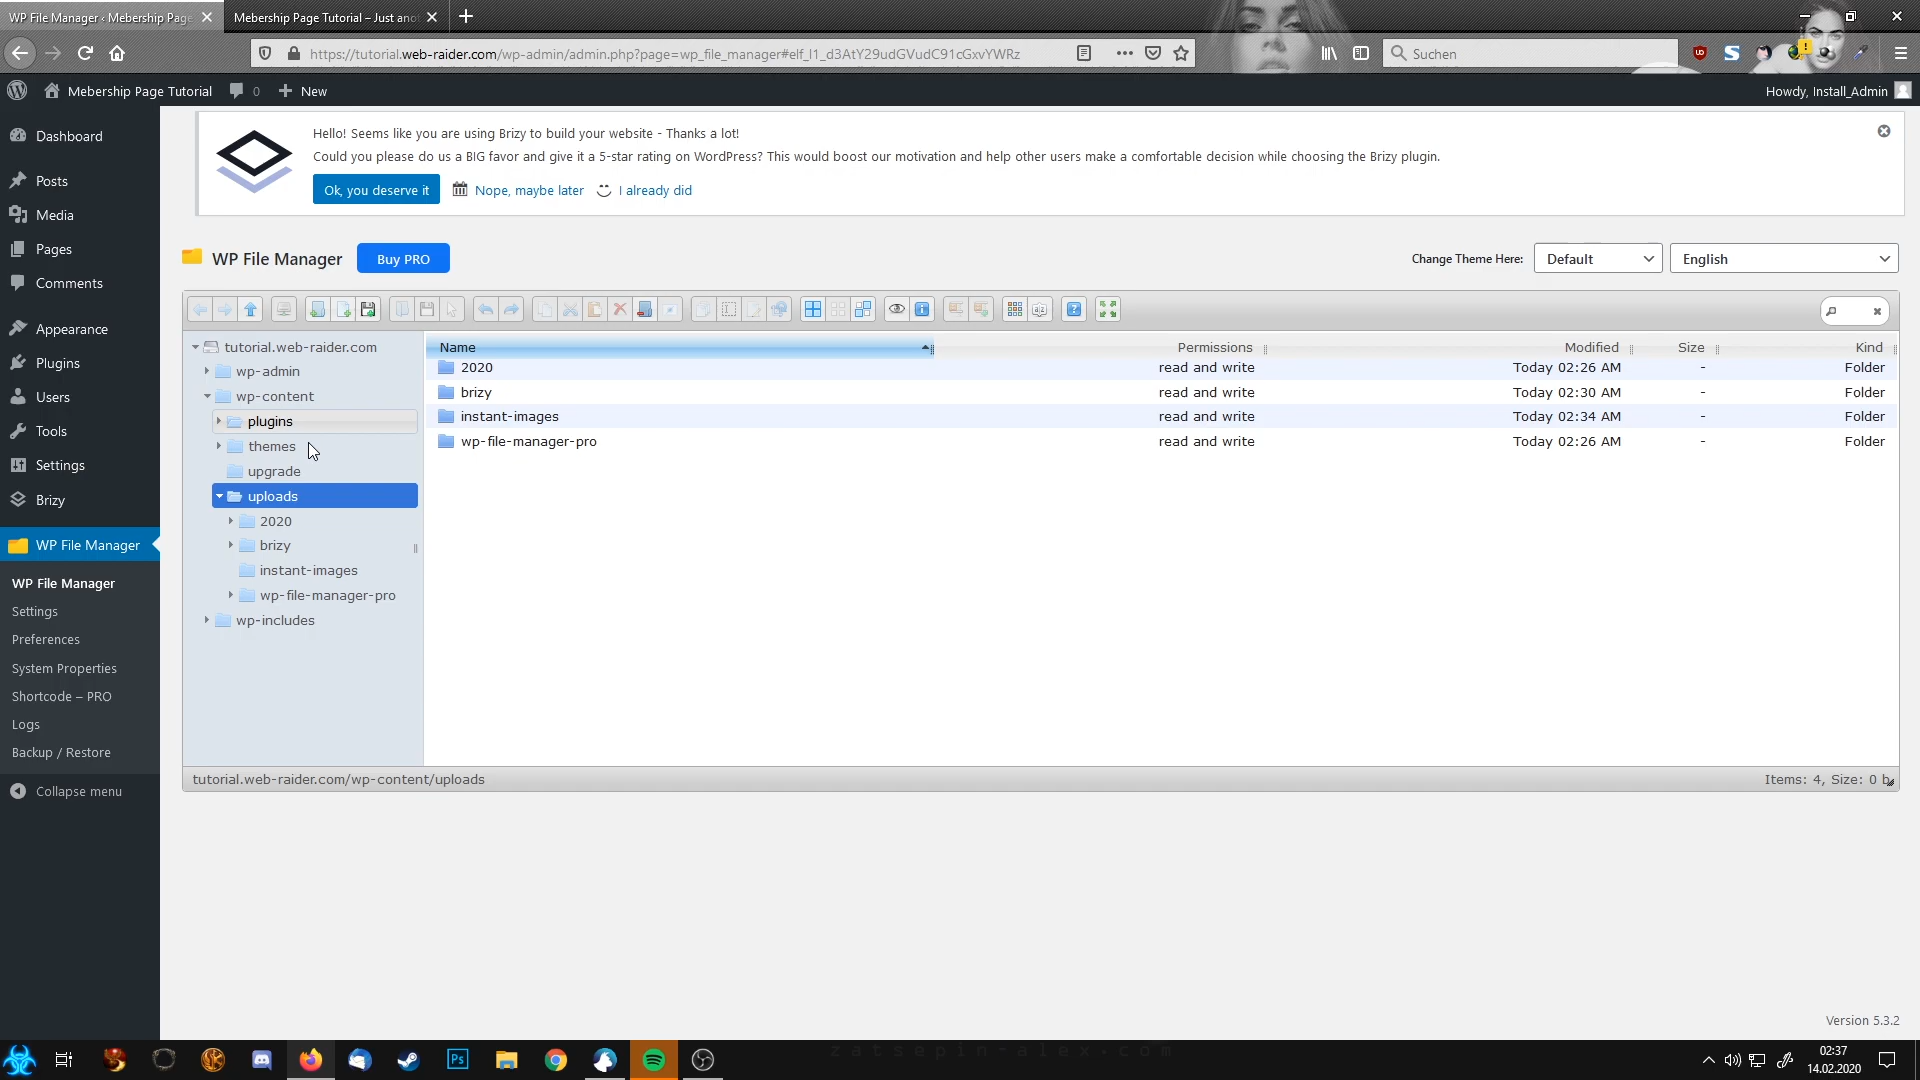 WP File Manager ‹ Mebership Page
Mebership Page Tutorial – Just ano
https://tutorial.web-raider.com/wp-admin/admin.php?page=wp_file_manager#elf_l1_d3AtY29udGVudC91cGxvYWRz
Suchen
Mebership Page Tutorial
0
New
Howdy, Install_Admin
Dashboard
Posts
Media
Pages
Comments
Appearance
Plugins
Users
Tools
Settings
Brizy
WP File Manager
WP File Manager
Settings
Preferences
System Properties
Shortcode – PRO
Logs
Backup / Restore
Collapse menu
Hello! Seems like you are using Brizy to build your website - Thanks a lot!
Could you please do us a BIG favor and give it a 5-star rating on WordPress? This would boost our motivation and help other users make a comfortable decision while choosing the Brizy plugin.
Ok, you deserve it
Nope, maybe later
I already did
WP File Manager
Buy PRO
Change Theme Here:
Default
English
tutorial.web-raider.com
wp-admin
wp-content
plugins
themes
upgrade
uploads
2020
brizy
instant-images
wp-file-manager-pro
wp-includes
Name Permissions Modified Size Kind
2020 read and write Today 02:26 AM - Folder
brizy read and write Today 02:30 AM - Folder
instant-images read and write Today 02:34 AM - Folder
wp-file-manager-pro read and write Today 02:26 AM - Folder
tutorial.web-raider.com/wp-content/uploads
Items: 4, Size: 0 b
Version 5.3.2
Ps
zatsepin-alex.com
02:37
14.02.2020